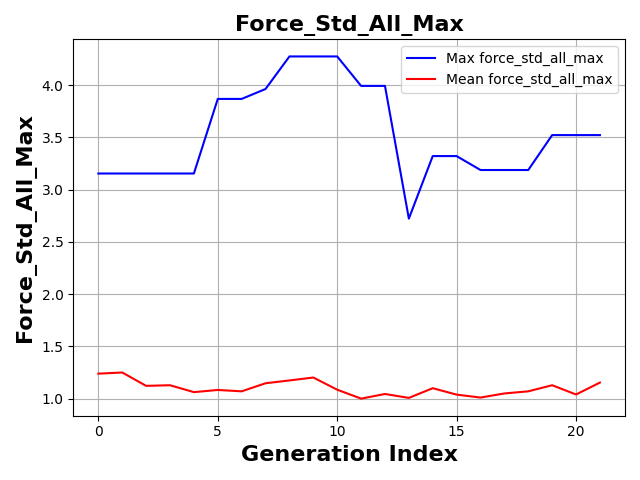 Force_Std_All_Max
Max force_std_all_max
Mean force_std_all_max
Force_Std_All_Max
4.0
3.5
3.0
2.5
2.0
1.5
1.0
0
5
10
15
20
Generation Index